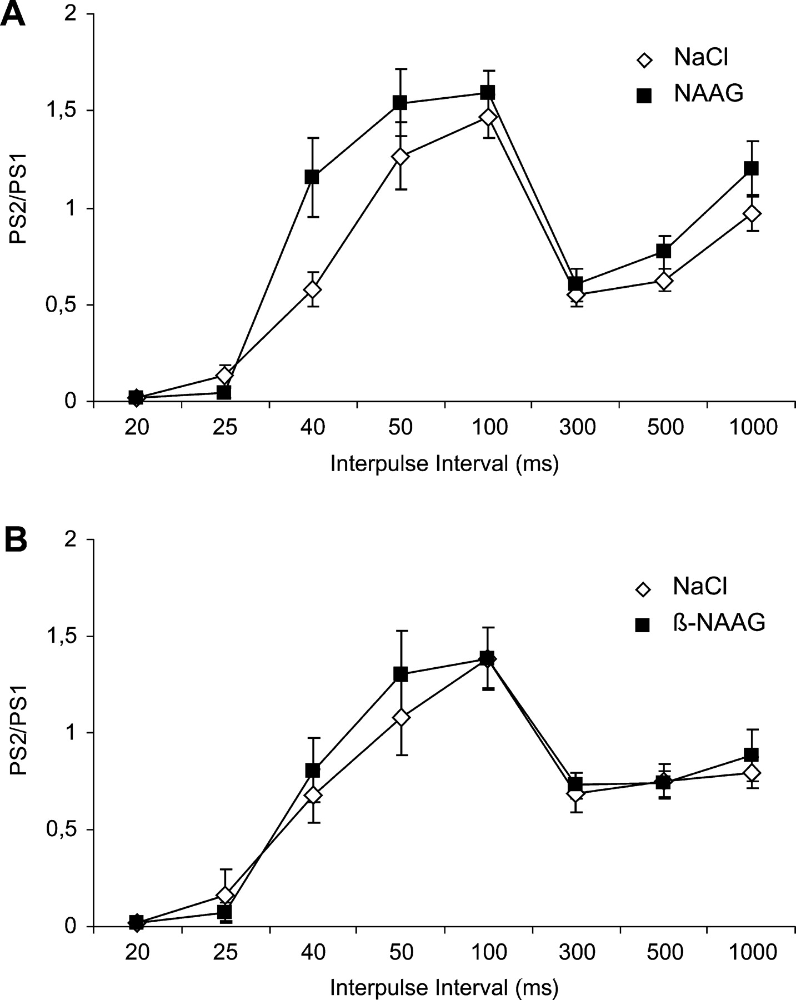 A
2
1,5
1
0,5
0
PS2/PS1
NaCl
NAAG
20 25 40 50 100 300 500 1000
Interpulse Interval (ms)
B
2
1,5
1
0,5
0
PS2/PS1
NaCl
ß-NAAG
20 25 40 50 100 300 500 1000
Interpulse Interval (ms)